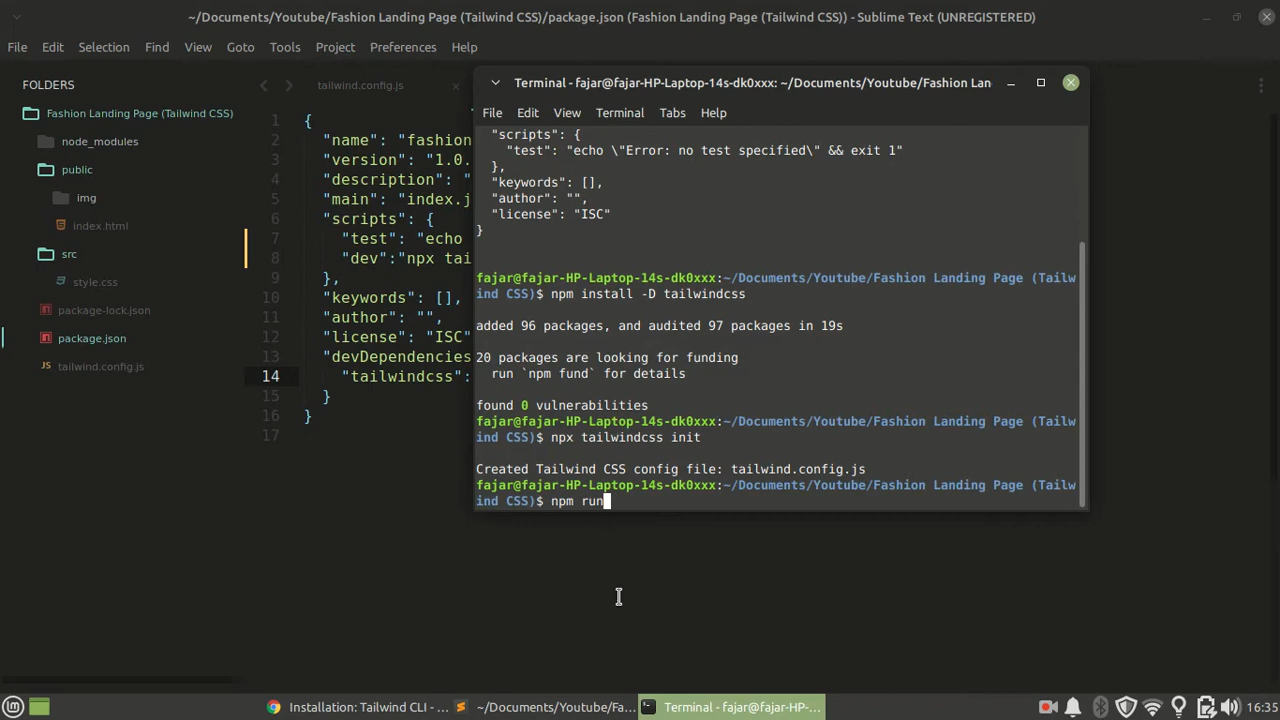 ~/Documents/Youtube/Fashion Landing Page (Tailwind CSS)/package.json (Fashion Landing Page (Tailwind CSS)) - Sublime Text (UNREGISTERED)
File Edit Selection Find View Goto Tools Project Preferences Help
FOLDERS
Fashion Landing Page (Tailwind CSS)
node_modules
public
img
index.html
src
style.css
package-lock.json
package.json
JS tailwind.config.js
tailwind.config.js
1 {
2 "name": "fashion
3 "version": "1.0.
4 "description": "
5 "main": "index.j
6 "scripts": {
7 "test": "echo
8 "dev":"npx tai
9 },
10 "keywords": [],
11 "author": "",
12 "license": "ISC"
13 "devDependencies
14 "tailwindcss":
15 }
16 }
17
Terminal - fajar@fajar-HP-Laptop-14s-dk0xxx: ~/Documents/Youtube/Fashion Lan
File Edit View Terminal Tabs Help
"scripts": {
"test": "echo \"Error: no test specified\" && exit 1"
},
"keywords": [],
"author": "",
"license": "ISC"
}
fajar@fajar-HP-Laptop-14s-dk0xxx:~/Documents/Youtube/Fashion Landing Page (Tailw
ind CSS)$ npm install -D tailwindcss
added 96 packages, and audited 97 packages in 19s
20 packages are looking for funding
run `npm fund` for details
found 0 vulnerabilities
fajar@fajar-HP-Laptop-14s-dk0xxx:~/Documents/Youtube/Fashion Landing Page (Tailw
ind CSS)$ npx tailwindcss init
Created Tailwind CSS config file: tailwind.config.js
fajar@fajar-HP-Laptop-14s-dk0xxx:~/Documents/Youtube/Fashion Landing Page (Tailw
ind CSS)$ npm run
Installation: Tailwind CLI - ...
~/Documents/Youtube/Fa...
Terminal - fajar@fajar-HP-...
16:35